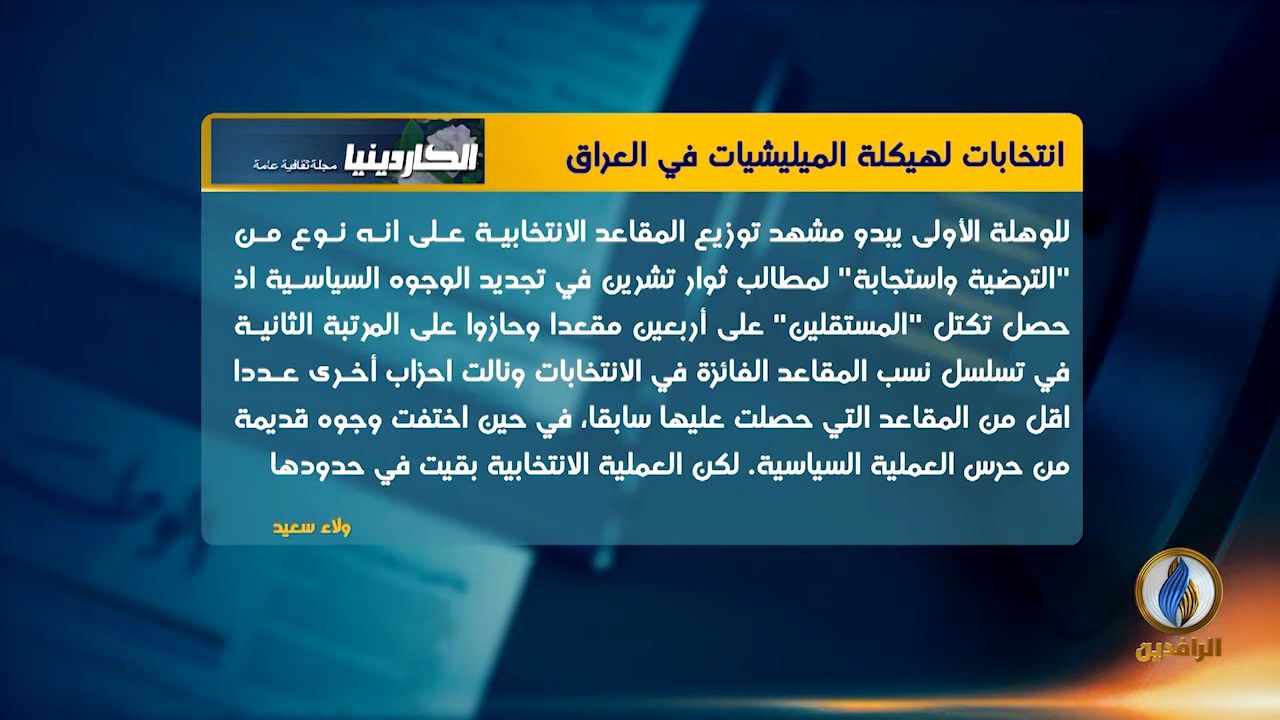 انتخابات لهيكلة الميليشيات في العراق
الكاردينيا مجلة ثقافية عامة
للوهلة الأولى يبدو مشهد توزيع المقاعد الانتخابية على انه نوع من
"الترضية واستجابة" لمطالب ثوار تشرين في تجديد الوجوه السياسية اذ
حصل تكتل "المستقلين" على أربعين مقعدا وحازوا على المرتبة الثانية
في تسلسل نسب المقاعد الفائزة في الانتخابات ونالت احزاب أخرى عددا
اقل من المقاعد التي حصلت عليها سابقا، في حين اختفت وجوه قديمة
من حرس العملية السياسية. لكن العملية الانتخابية بقيت في حدودها
ولاء سعيد
الرافدين